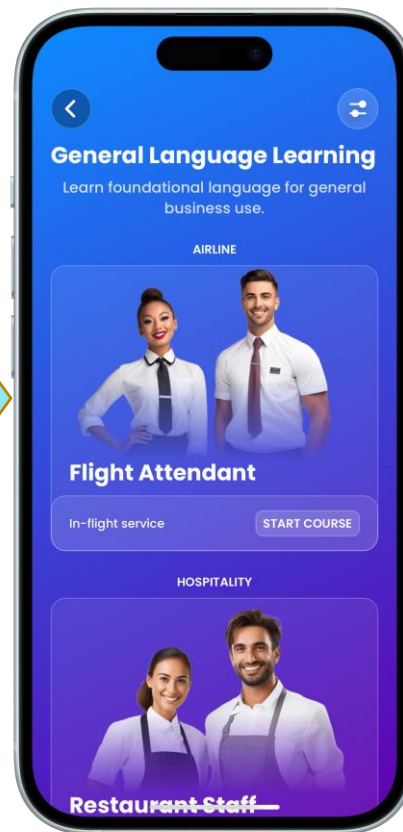 General Language Learning
Learn foundational language for general
business use.
AIRLINE
Flight Attendant
In-flight service
START COURSE
HOSPITALITY
Restaurant Staff